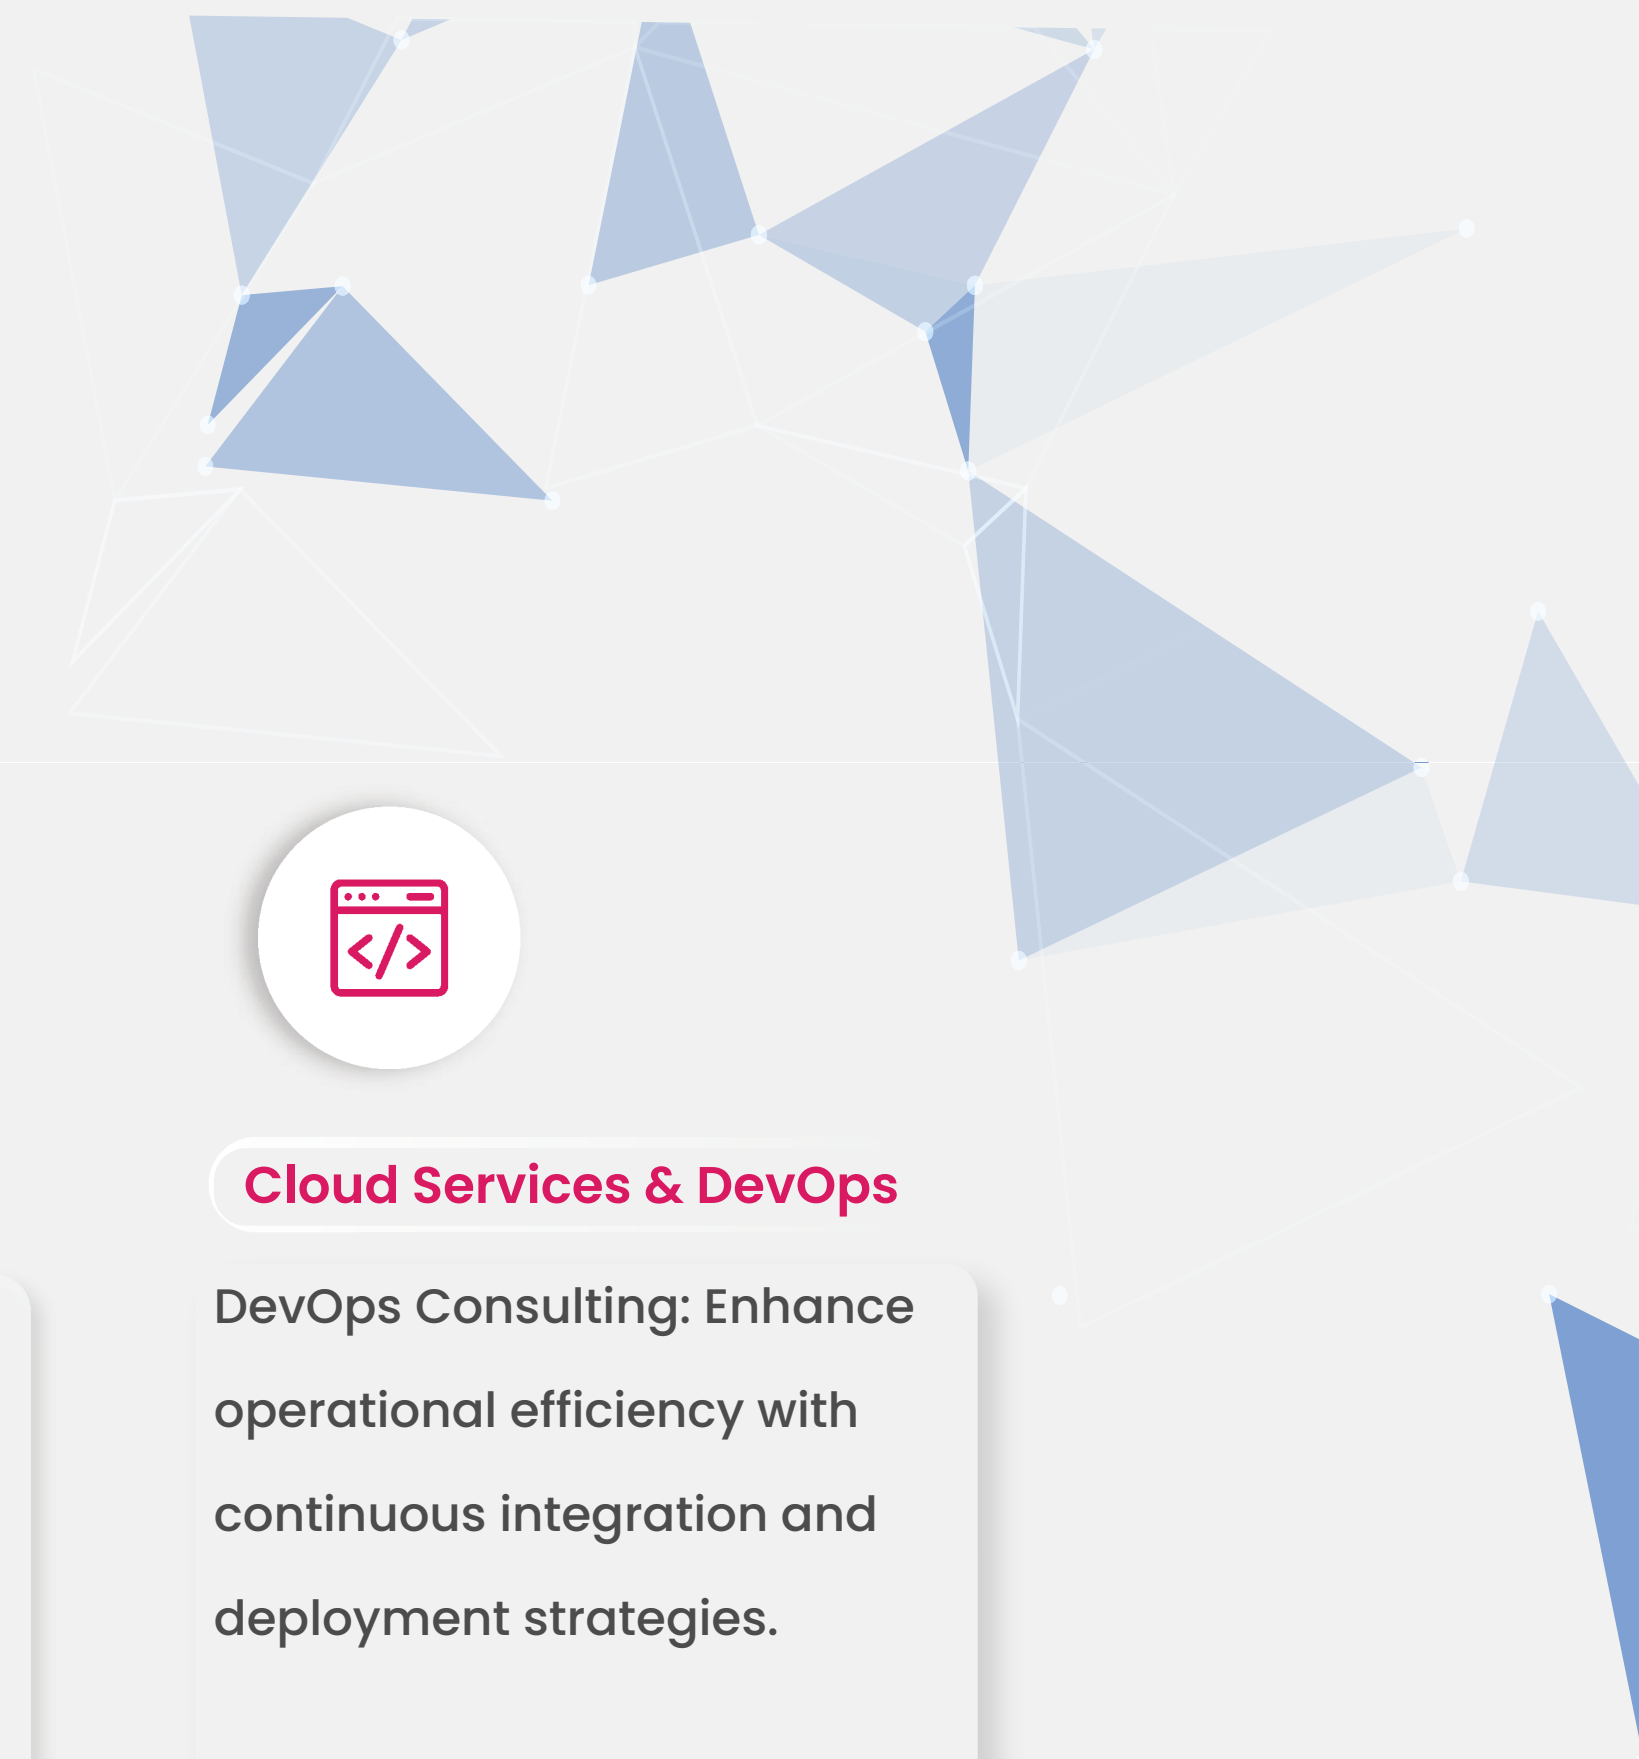 Cloud Services & DevOps
DevOps Consulting: Enhance
operational efficiency with
continuous integration and
deployment strategies.